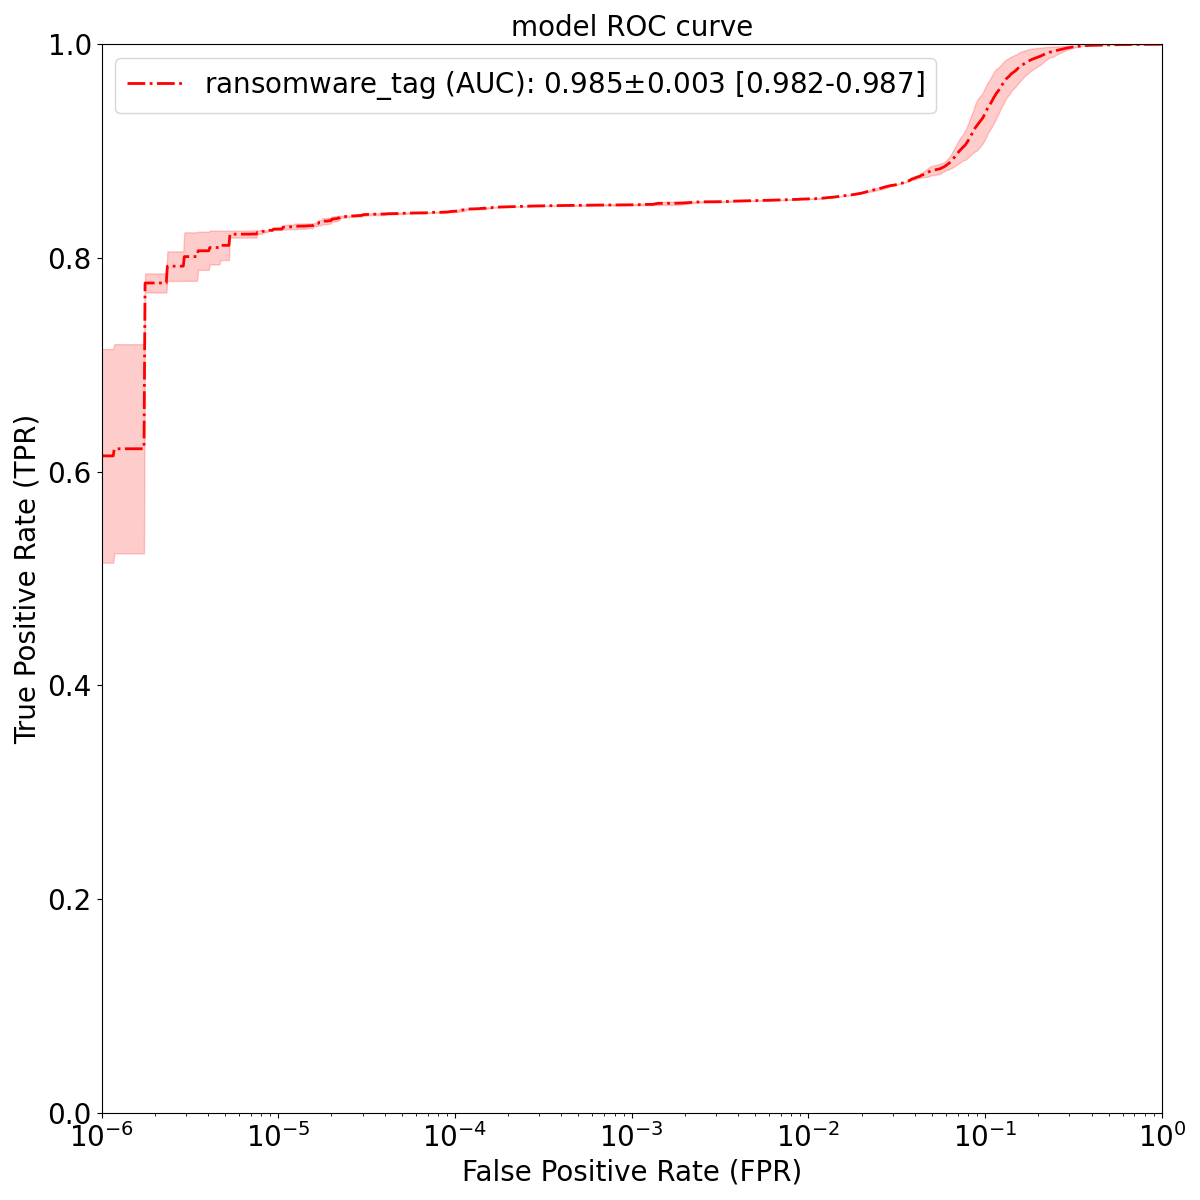 model ROC curve
ransomware_tag (AUC): 0.985±0.003 [0.982-0.987]
1.0
0.8
0.6
0.4
0.2
0.0
True Positive Rate (TPR)
10⁻⁶ 10⁻⁵ 10⁻⁴ 10⁻³ 10⁻² 10⁻¹ 10⁰
False Positive Rate (FPR)